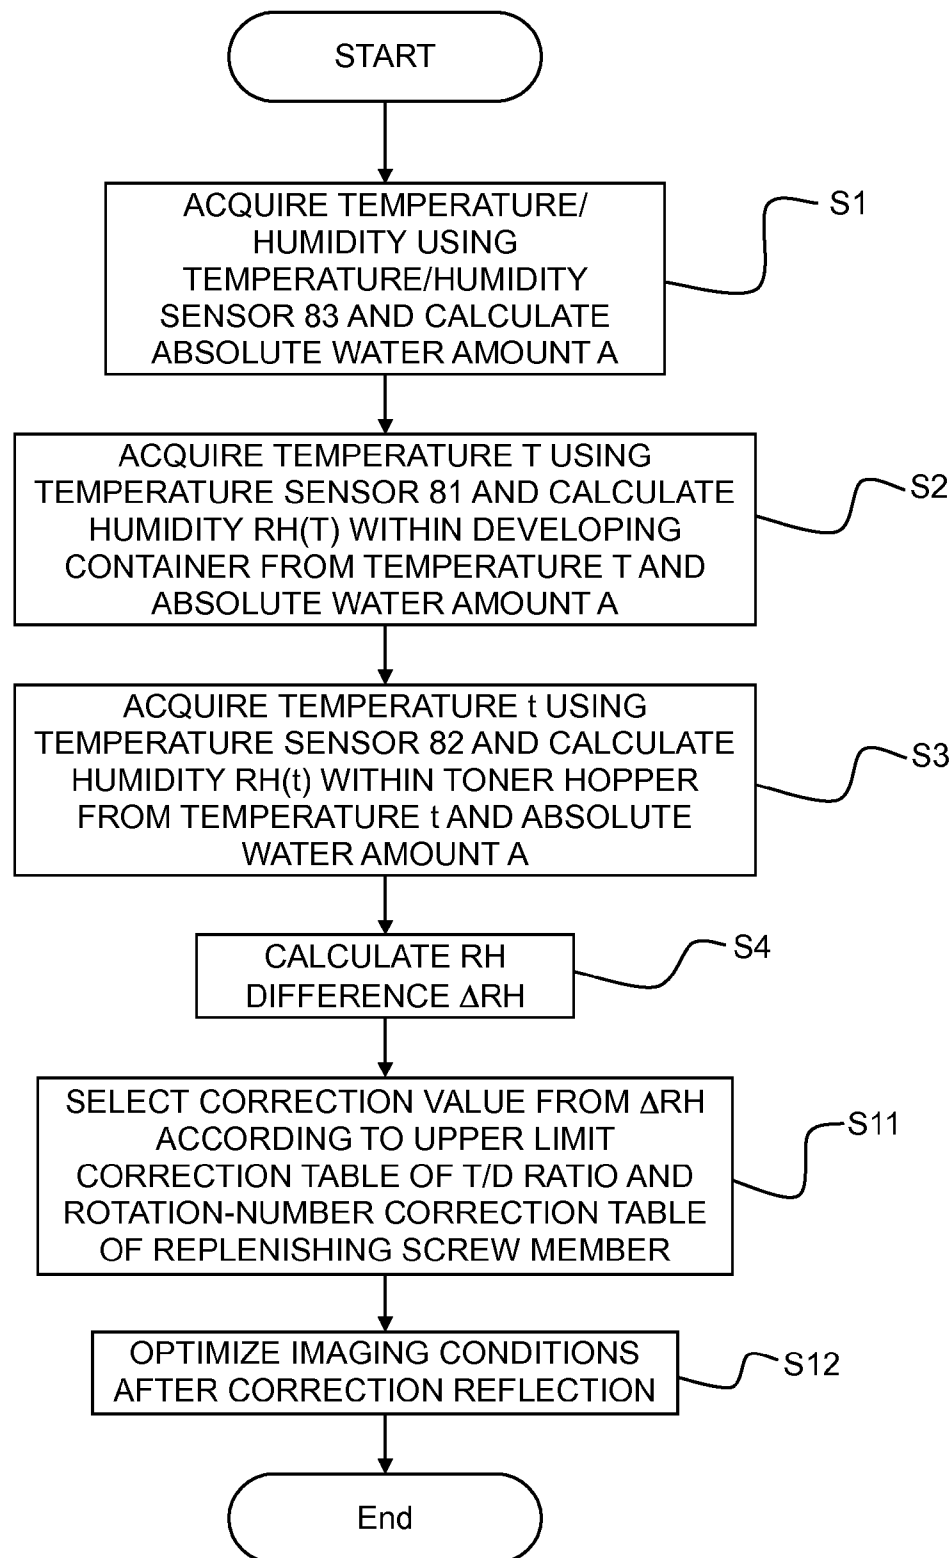 START
ACQUIRE TEMPERATURE/
HUMIDITY USING
TEMPERATURE/HUMIDITY
SENSOR 83 AND CALCULATE
ABSOLUTE WATER AMOUNT A
S1
ACQUIRE TEMPERATURE T USING
TEMPERATURE SENSOR 81 AND CALCULATE
HUMIDITY RH(T) WITHIN DEVELOPING
CONTAINER FROM TEMPERATURE T AND
ABSOLUTE WATER AMOUNT A
S2
ACQUIRE TEMPERATURE t USING
TEMPERATURE SENSOR 82 AND CALCULATE
HUMIDITY RH(t) WITHIN TONER HOPPER
FROM TEMPERATURE t AND ABSOLUTE
WATER AMOUNT A
S3
CALCULATE RH
DIFFERENCE ΔRH
S4
SELECT CORRECTION VALUE FROM ΔRH
ACCORDING TO UPPER LIMIT
CORRECTION TABLE OF T/D RATIO AND
ROTATION-NUMBER CORRECTION TABLE
OF REPLENISHING SCREW MEMBER
S11
OPTIMIZE IMAGING CONDITIONS
AFTER CORRECTION REFLECTION
S12
End